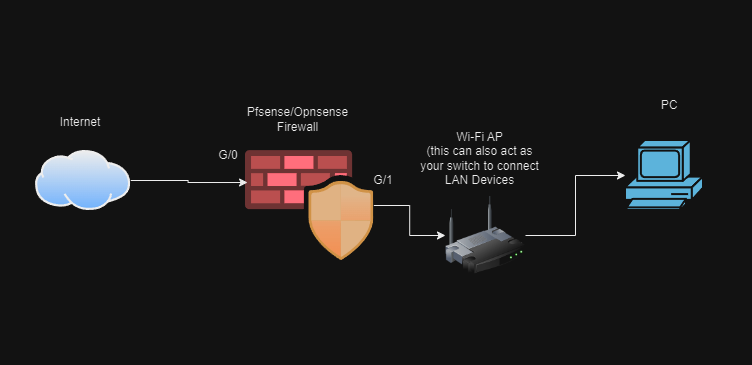 Internet
Pfsense/Opnsense
Firewall
G/0
G/1
Wi-Fi AP
(this can also act as
your switch to connect
LAN Devices
PC